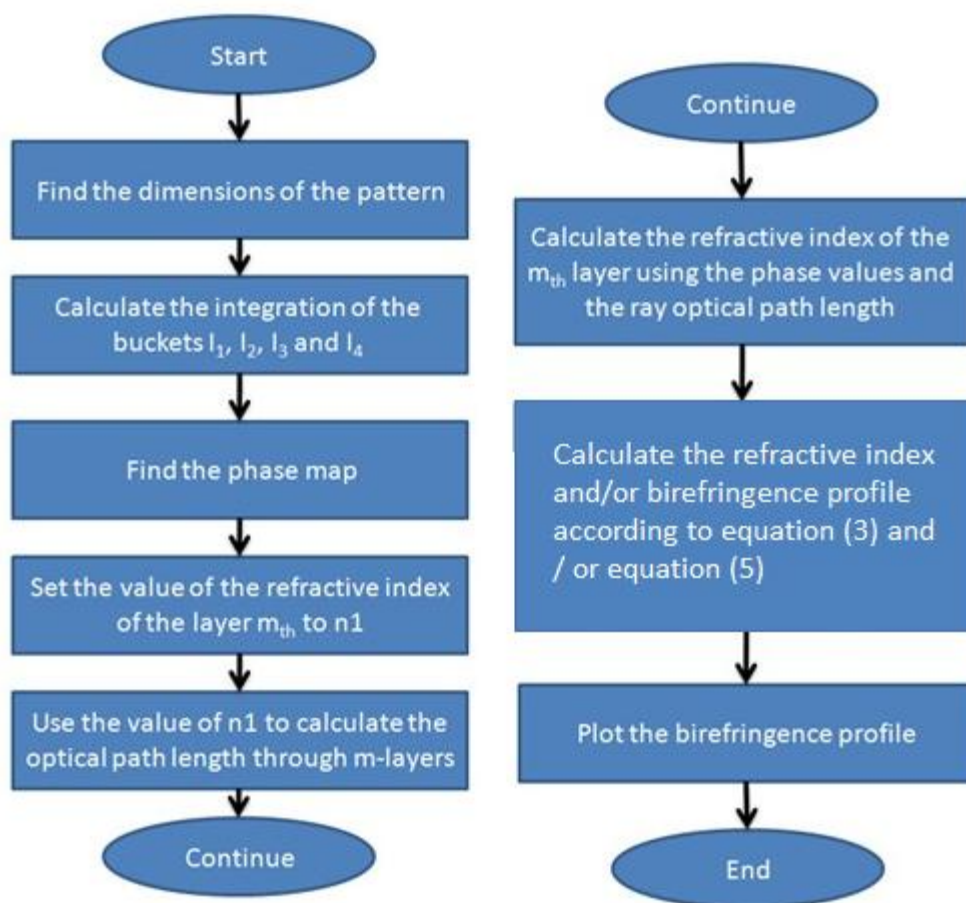 Start
Find the dimensions of the pattern
Calculate the integration of the
buckets I₁, I₂, I₃ and I₄
Find the phase map
Set the value of the refractive index
of the layer mₜₕ to n1
Use the value of n1 to calculate the
optical path length through m-layers
Continue
Continue
Calculate the refractive index of the
mₜₕ layer using the phase values and
the ray optical path length
Calculate the refractive index
and/or birefringence profile
according to equation (3) and
/ or equation (5)
Plot the birefringence profile
End